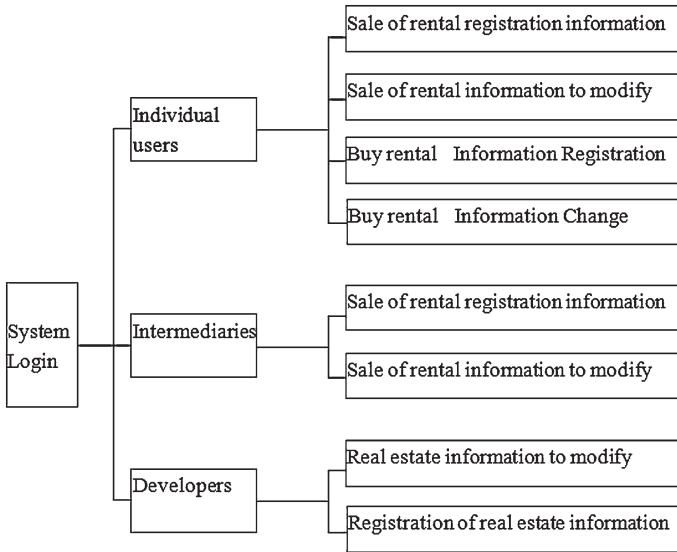 Sale of rental registration information
Sale of rental information to modify
Individual
users
Buy rental Information Registration
Buy rental Information Change
System
Login
Intermediaries
Sale of rental registration information
Sale of rental information to modify
Developers
Real estate information to modify
Registration of real estate information